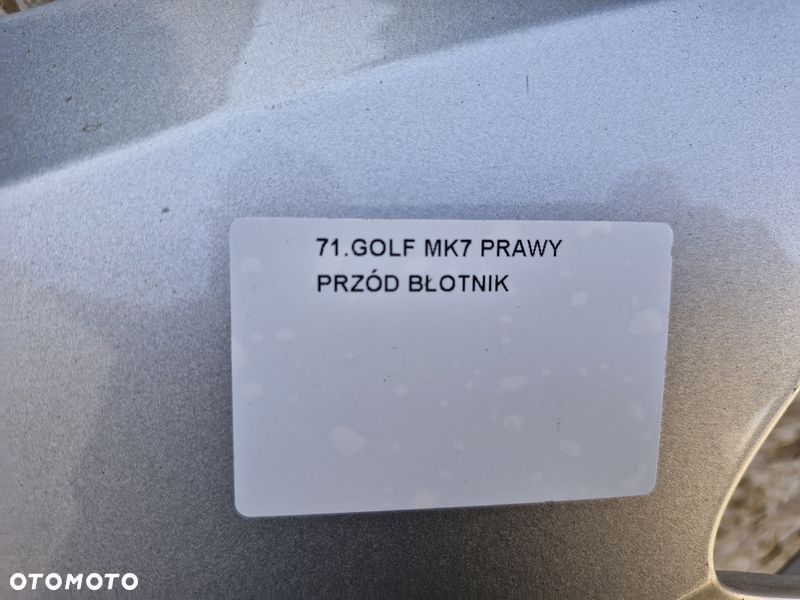 71.GOLF MK7 PRAWY
PRZÓD BŁOTNIK
OTOMOTO